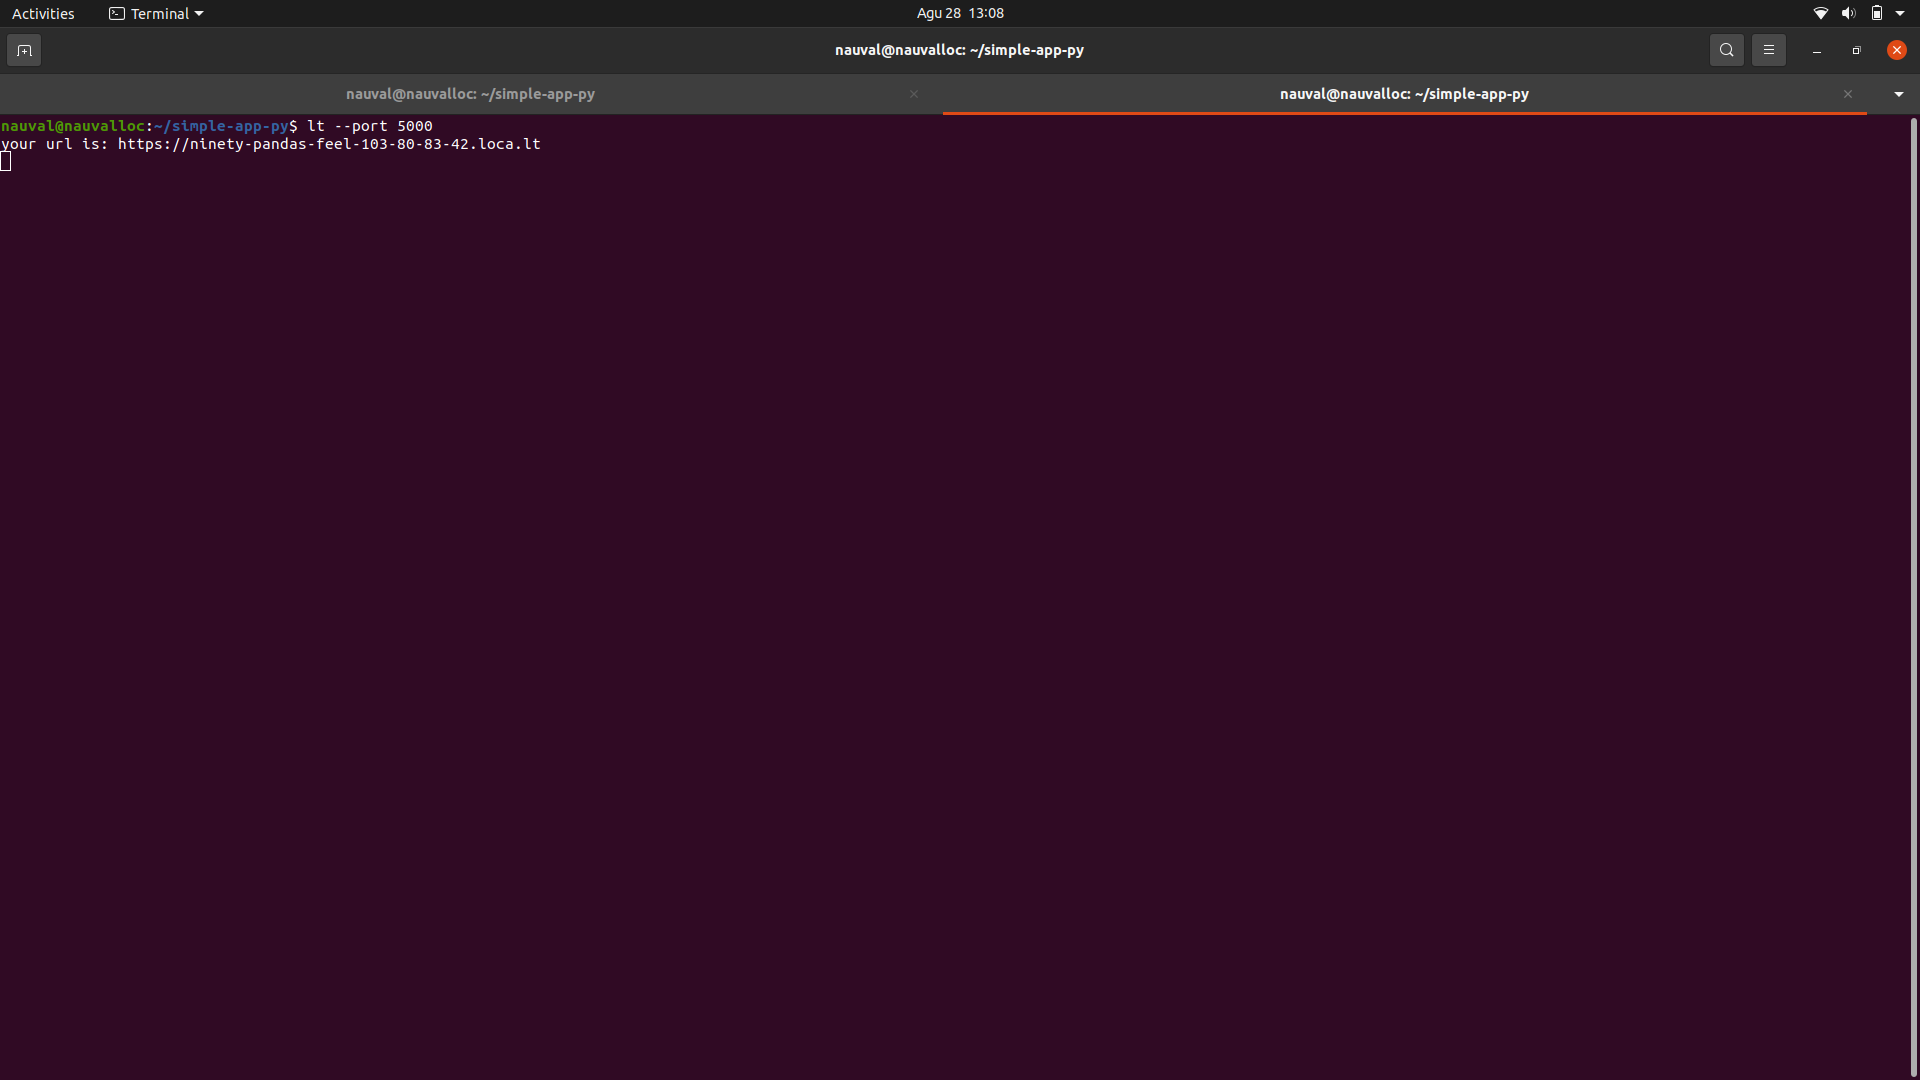 Activities
Terminal
Agu 28 13:08
nauval@nauvalloc: ~/simple-app-py
nauval@nauvalloc: ~/simple-app-py
nauval@nauvalloc: ~/simple-app-py
nauval@nauvalloc:~/simple-app-py$ lt --port 5000
your url is: https://ninety-pandas-feel-103-80-83-42.loca.lt